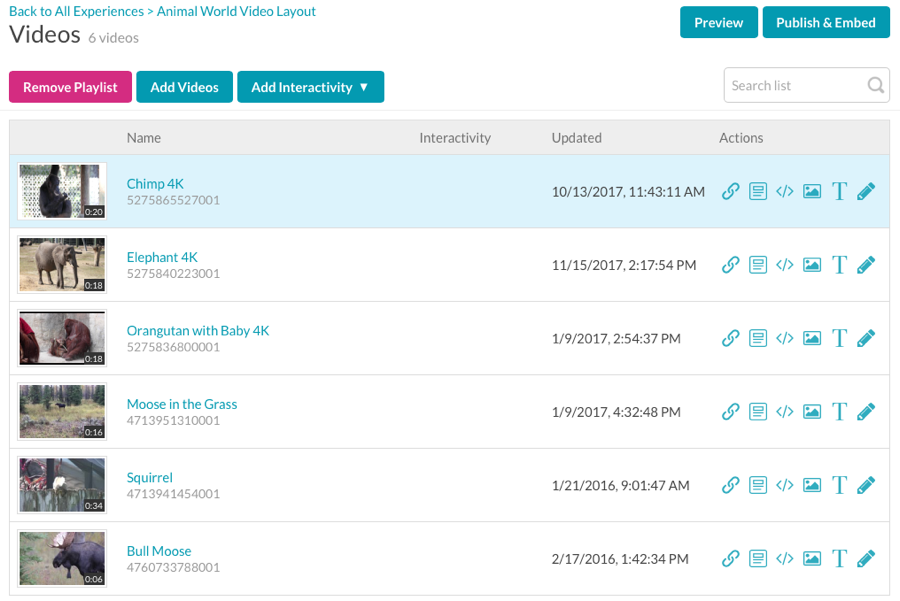 Back to All Experiences > Animal World Video Layout
Videos 6 videos
Preview
Publish & Embed
Remove Playlist
Add Videos
Add Interactivity ▼
Search list
Name Interactivity Updated Actions
0:20
Chimp 4K
5275865527001
10/13/2017, 11:43:11 AM
0:18
Elephant 4K
5275840223001
11/15/2017, 2:17:54 PM
0:18
Orangutan with Baby 4K
5275836800001
1/9/2017, 2:54:37 PM
0:16
Moose in the Grass
4713951310001
1/9/2017, 4:32:48 PM
0:34
Squirrel
4713941454001
1/21/2016, 9:01:47 AM
0:06
Bull Moose
4760733788001
2/17/2016, 1:42:34 PM